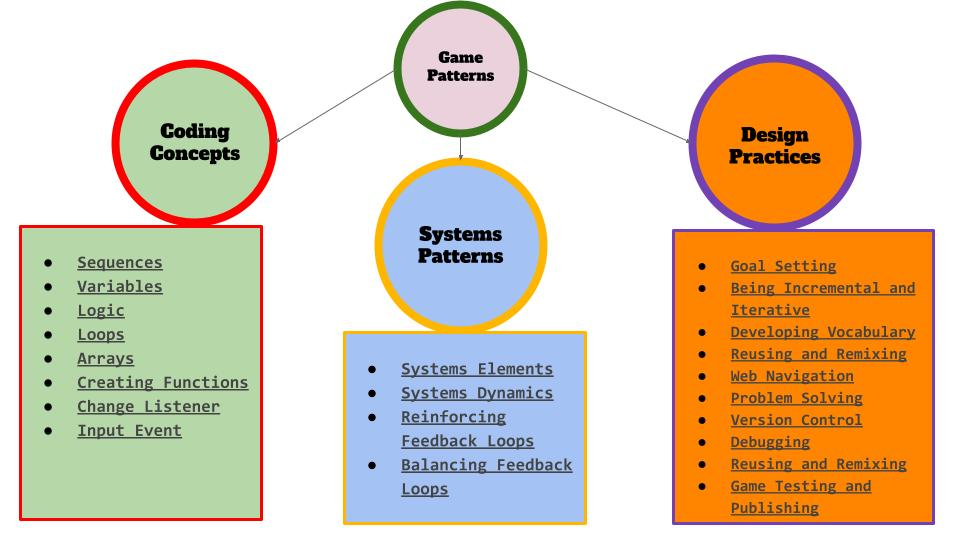 Game
Patterns
Coding
Concepts
Systems
Patterns
Design
Practices
● Sequences
● Variables
● Logic
● Loops
● Arrays
● Creating Functions
● Change Listener
● Input Event
● Systems Elements
● Systems Dynamics
● Reinforcing
Feedback Loops
● Balancing Feedback
Loops
● Goal Setting
● Being Incremental and
Iterative
● Developing Vocabulary
● Reusing and Remixing
● Web Navigation
● Problem Solving
● Version Control
● Debugging
● Reusing and Remixing
● Game Testing and
Publishing